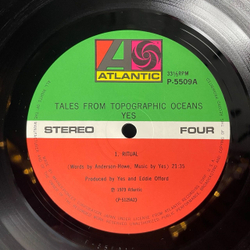 ATLANTIC
33⅓RPM
P-5509A
TALES FROM TOPOGRAPHIC OCEANS
YES
STEREO
FOUR
1. RITUAL
(Words by Anderson-Howe, Music by Yes) 21:35
Produced by Yes and Eddie Offord